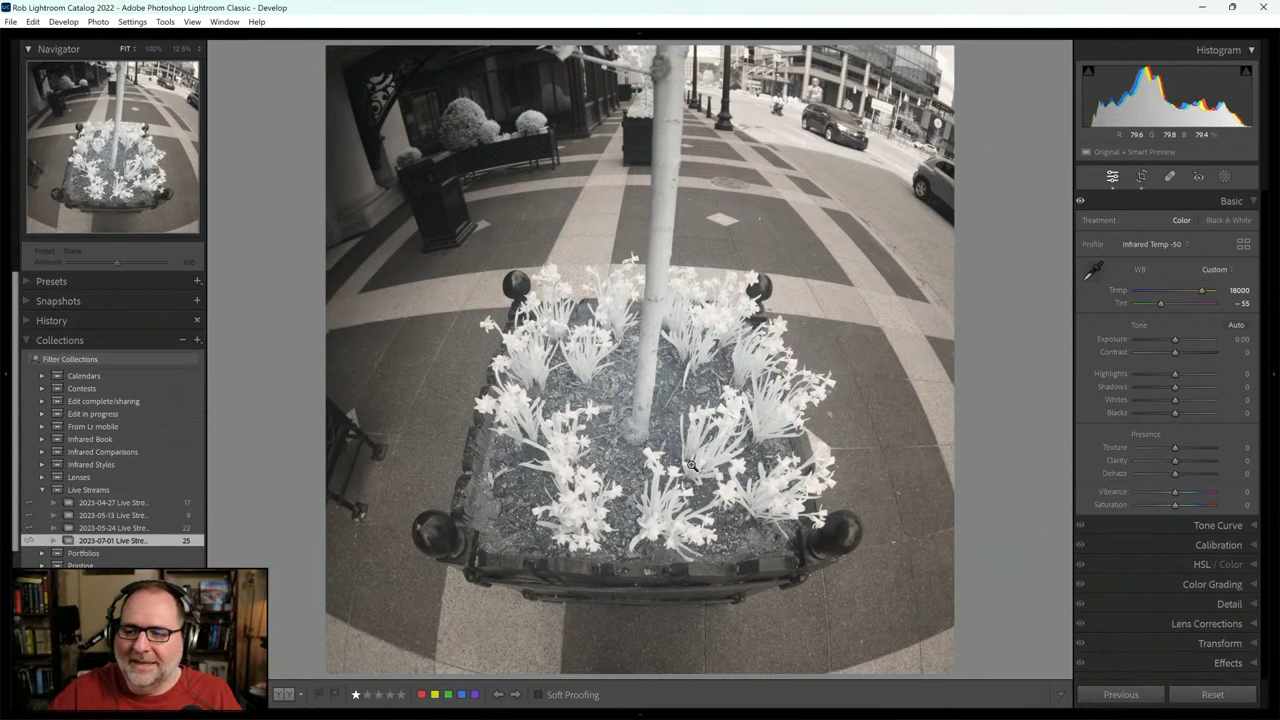 Rob Lightroom Catalog 2022 - Adobe Photoshop Lightroom Classic - Develop
File Edit Develop Photo Settings Tools View Window Help
Navigator FIT 100% 12.5%
Preset: None
Amount 100
Presets
Snapshots
History
Collections
Filter Collections
Calendars
Contests
Edit complete/sharing
Edit in progress
From Lr mobile
Infrared Book
Infrared Comparisons
Infrared Styles
Lenses
Live Streams
2023-04-27 Live Stre... 17
2023-05-13 Live Stre... 9
2023-05-24 Live Stre... 22
2023-07-01 Live Stre... 25
Portfolios
Printing
Soft Proofing
Histogram
R 79.6 G 79.8 B 79.4 %
Original + Smart Preview
Basic
Treatment Color Black & White
Profile Infrared Temp -50
WB Custom
Temp 18000
Tint - 55
Tone Auto
Exposure 0.00
Contrast 0
Highlights 0
Shadows 0
Whites 0
Blacks 0
Presence
Texture 0
Clarity 0
Dehaze 0
Vibrance 0
Saturation 0
Tone Curve
Calibration
HSL / Color
Color Grading
Detail
Lens Corrections
Transform
Effects
Previous Reset